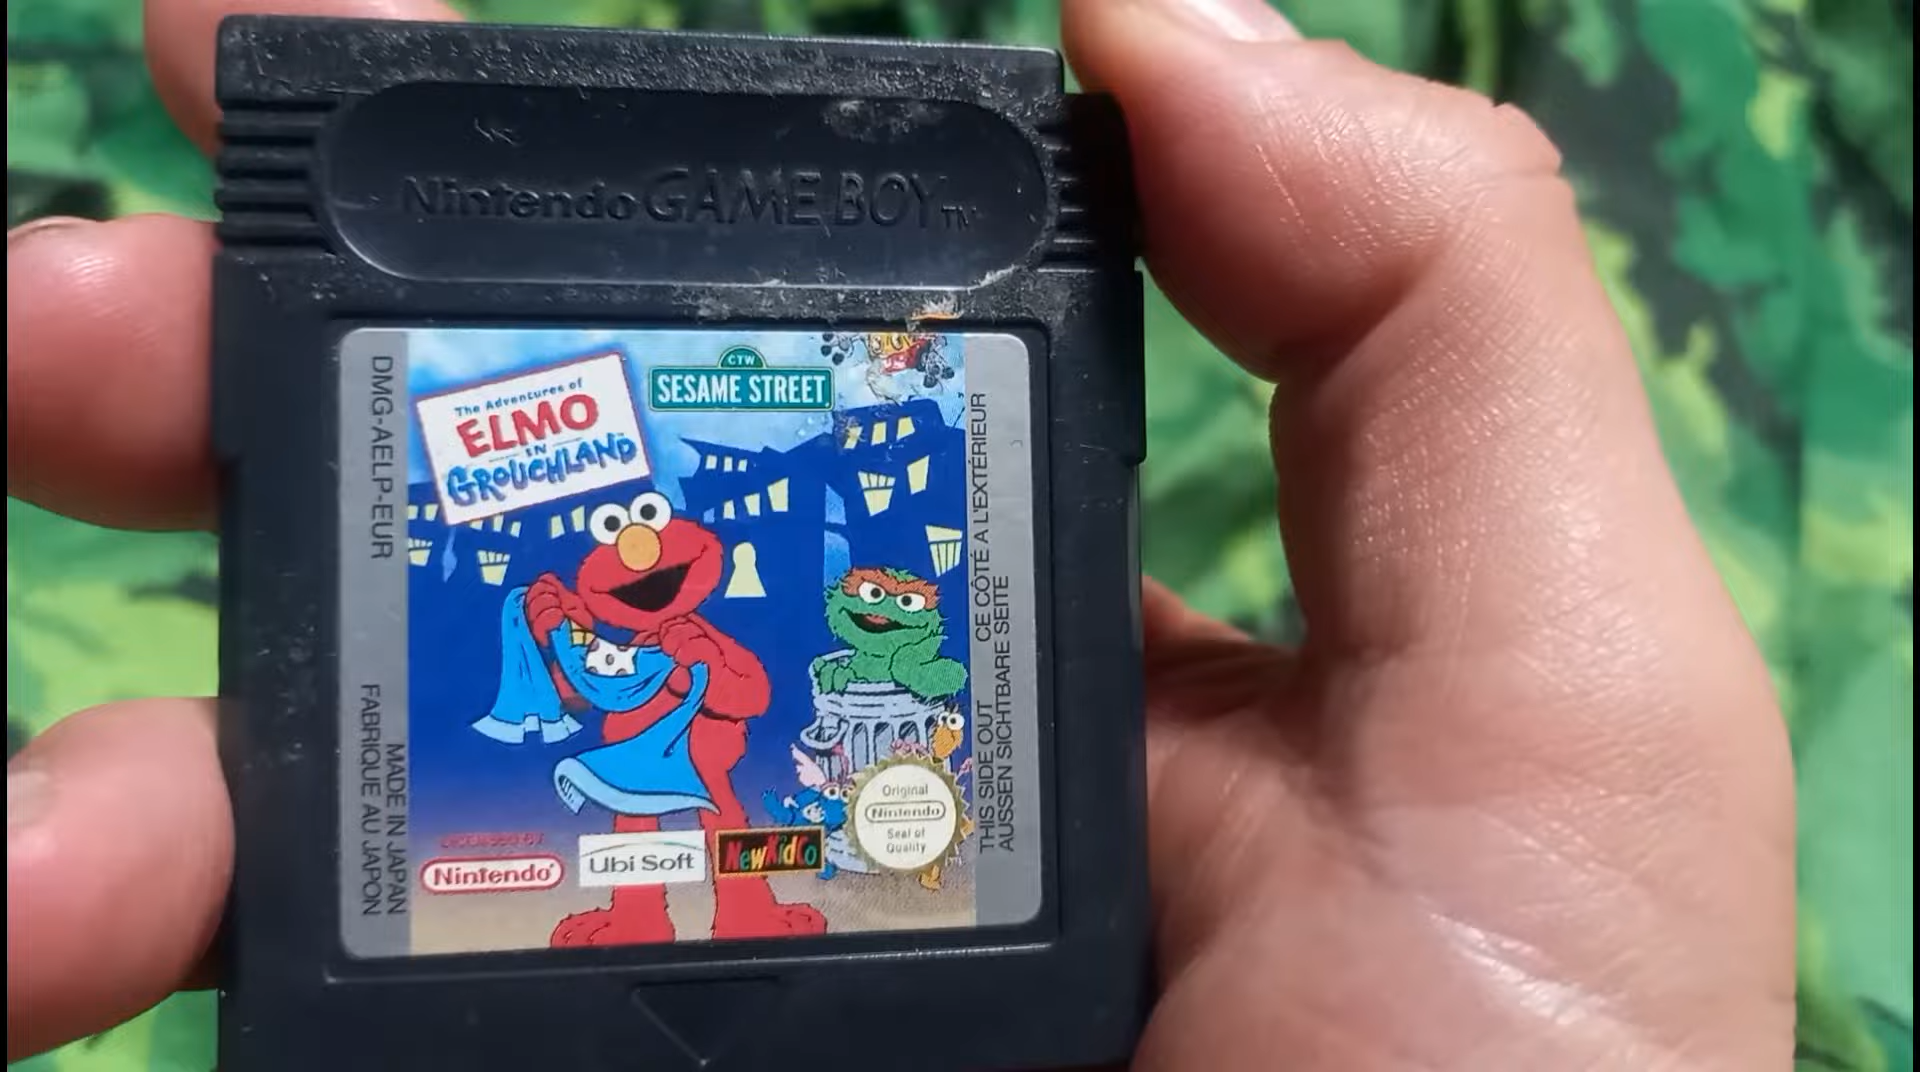 Nintendo GAME BOY TM
DMG-AELP-EUR
The Adventures of
ELMO
IN
GROUCHLAND
CTW
SESAME STREET
CE CÔTÉ A L'EXTÉRIEUR
THIS SIDE OUT
AUSSEN SICHTBARE SEITE
MADE IN JAPAN
FABRIQUE AU JAPON
LICENSED BY
Nintendo
Ubi Soft
NewKidCo
Original
Nintendo
Seal of
Quality